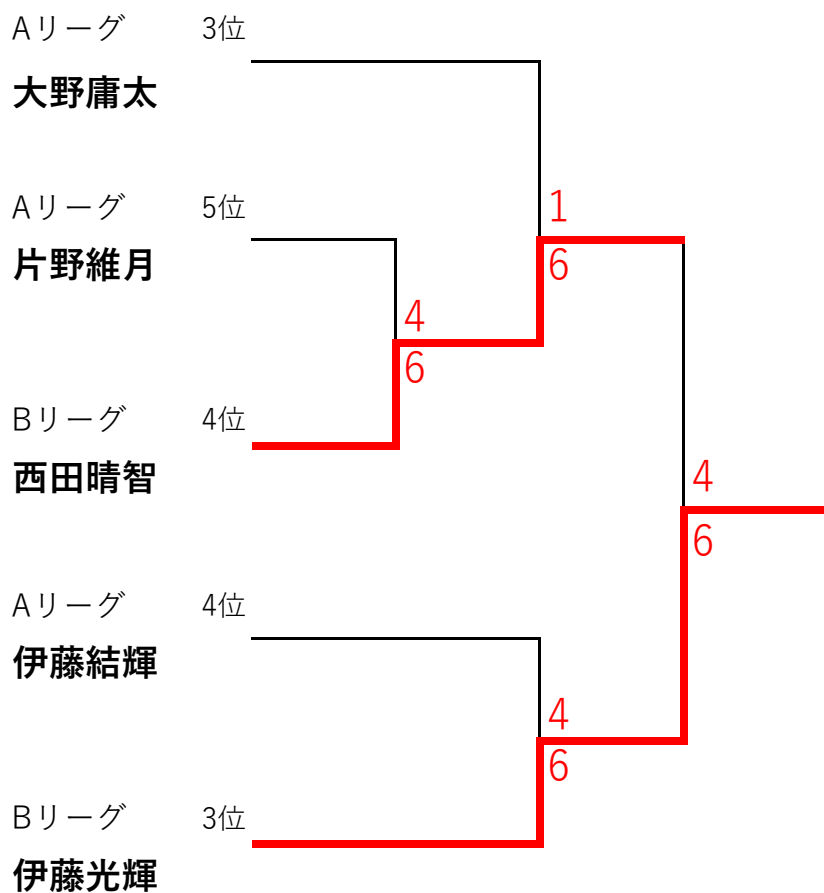 Aリーグ 3位
大野庸太
1
Aリーグ 5位
6
片野維月
4
6
Bリーグ 4位
西田晴智
4
6
Aリーグ 4位
伊藤結輝
4
6
Bリーグ 3位
伊藤光輝